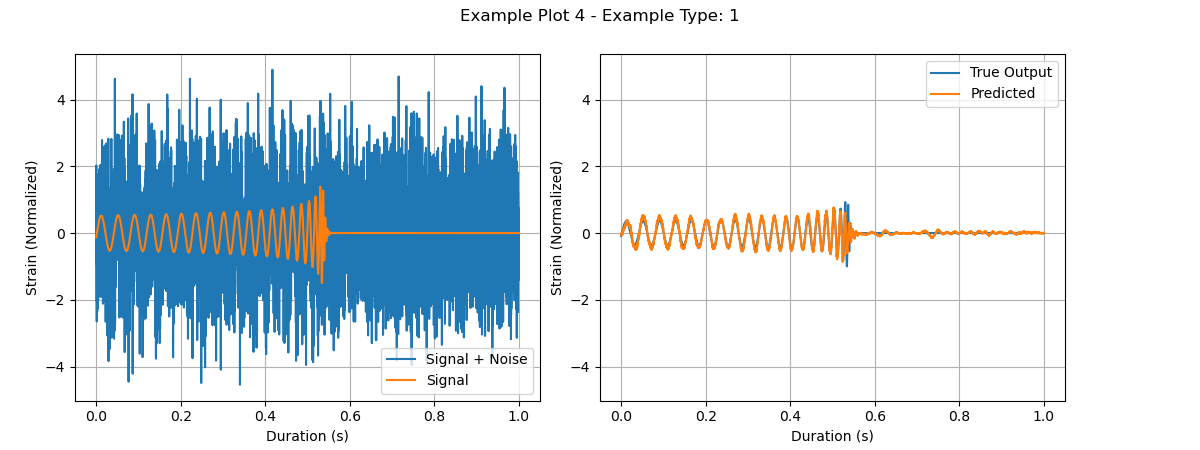 Example Plot 4 - Example Type: 1
Strain (Normalized)
4
2
0
−2
−4
Signal + Noise
Signal
0.0 0.2 0.4 0.6 0.8 1.0
Duration (s)
Strain (Normalized)
4
2
0
−2
−4
True Output
Predicted
0.0 0.2 0.4 0.6 0.8 1.0
Duration (s)